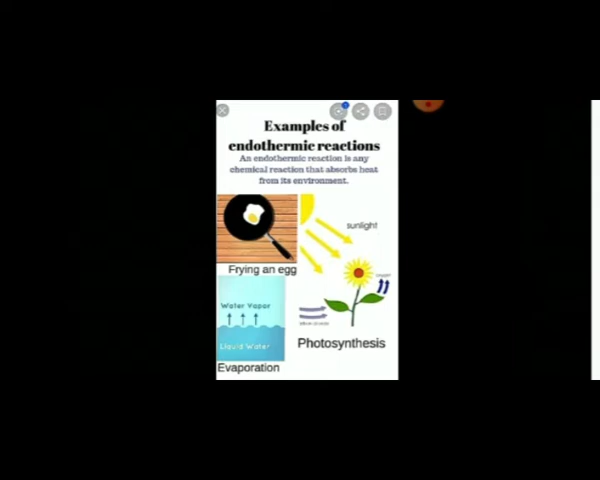 Examples of
endothermic reactions
An endothermic reaction is any
chemical reaction that absorbs heat
from its environment.
sunlight
Frying an egg
Water Vapor
Liquid Water
Photosynthesis
Evaporation